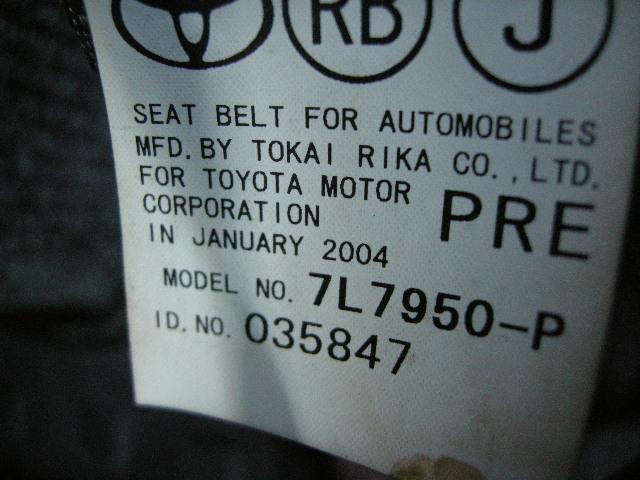 RB J
SEAT BELT FOR AUTOMOBILES
MFD. BY TOKAI RIKA CO., LTD.
FOR TOYOTA MOTOR
CORPORATION PRE
IN JANUARY 2004
MODEL NO. 7L7950-P
ID. NO. 035847